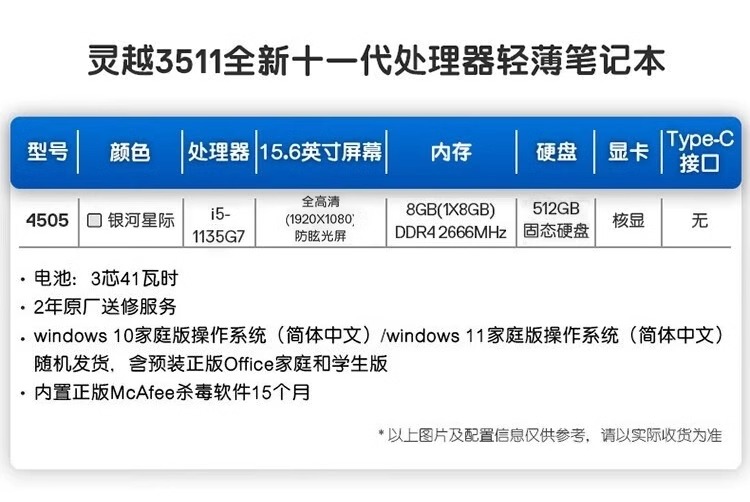 灵越3511全新十一代处理器轻薄笔记本
型号 颜色 处理器 15.6英寸屏幕 内存 硬盘 显卡 Type-C接口
4505 银河星际 i5-1135G7 全高清(1920X1080)防眩光屏 8GB(1X8GB) DDR4 2666MHz 512GB固态硬盘 核显 无
· 电池：3芯41瓦时
· 2年原厂送修服务
· windows 10家庭版操作系统（简体中文）/windows 11家庭版操作系统（简体中文）
随机发货，含预装正版Office家庭和学生版
· 内置正版McAfee杀毒软件15个月
*以上图片及配置信息仅供参考，请以实际收货为准